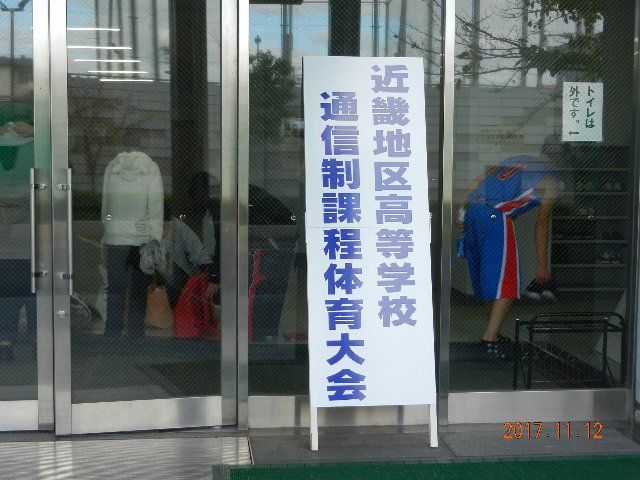 近畿地区高等学校
通信制課程体育大会
トイレは
外です。
←
2017.11.12